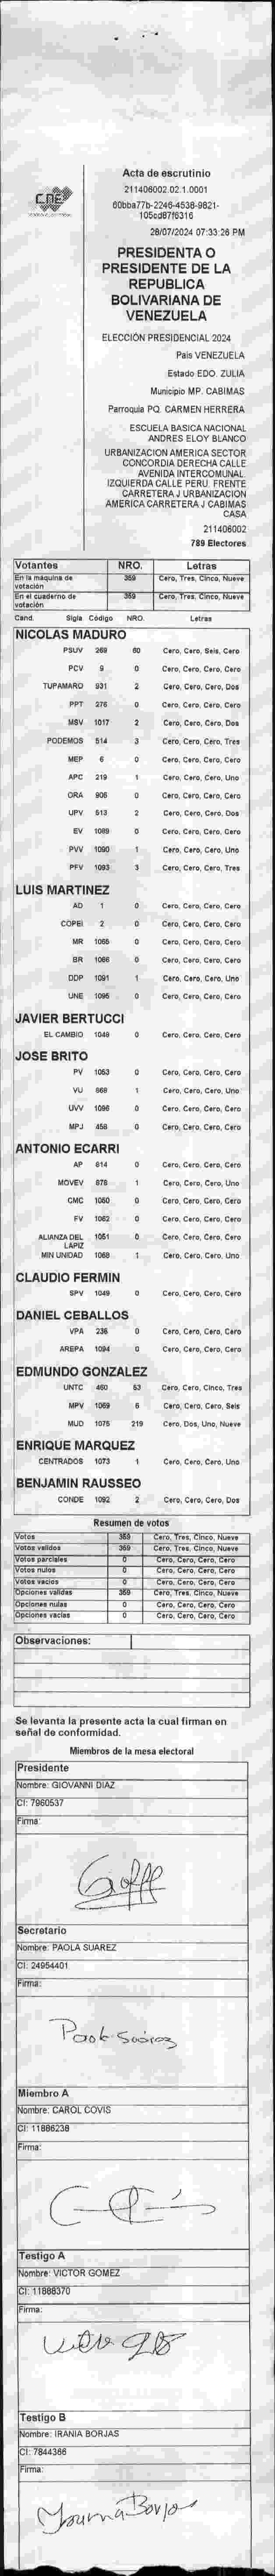 CNE
Acta de escrutinio
211406002.02.1.0001
60bba77b-2246-4538-9821-
105cd87f6316
28/07/2024 07:33:26 PM
PRESIDENTA O
PRESIDENTE DE LA
REPUBLICA
BOLIVARIANA DE
VENEZUELA
ELECCIÓN PRESIDENCIAL 2024
Pais VENEZUELA
Estado EDO. ZULIA
Municipio MP. CABIMAS
Parroquia PQ. CARMEN HERRERA
ESCUELA BASICA NACIONAL
ANDRES ELOY BLANCO
URBANIZACION AMERICA SECTOR
CONCORDIA DERECHA CALLE
AVENIDA INTERCOMUNAL.
IZQUIERDA CALLE PERU. FRENTE
CARRETERA J URBANIZACION
AMERICA CARRETERA J CABIMAS
CASA
211406002
789 Electores
Votantes NRO. Letras
En la máquina de votación 359 Cero, Tres, Cinco, Nueve
En el cuaderno de votación 359 Cero, Tres, Cinco, Nueve
Cand. Sigla Código NRO. Letras
NICOLAS MADURO
PSUV 269 60 Cero, Cero, Seis, Cero
PCV 9 0 Cero, Cero, Cero, Cero
TUPAMARO 931 2 Cero, Cero, Cero, Dos
PPT 276 0 Cero, Cero, Cero, Cero
MSV 1017 2 Cero, Cero, Cero, Dos
PODEMOS 514 3 Cero, Cero, Cero, Tres
MEP 6 0 Cero, Cero, Cero, Cero
APC 219 1 Cero, Cero, Cero, Uno
ORA 906 0 Cero, Cero, Cero, Cero
UPV 513 2 Cero, Cero, Cero, Dos
EV 1089 0 Cero, Cero, Cero, Cero
PVV 1090 1 Cero, Cero, Cero, Uno
PFV 1093 3 Cero, Cero, Cero, Tres
LUIS MARTINEZ
AD 1 0 Cero, Cero, Cero, Cero
COPEI 2 0 Cero, Cero, Cero, Cero
MR 1065 0 Cero, Cero, Cero, Cero
BR 1066 0 Cero, Cero, Cero, Cero
DDP 1091 1 Cero, Cero, Cero, Uno
UNE 1095 0 Cero, Cero, Cero, Cero
JAVIER BERTUCCI
EL CAMBIO 1048 0 Cero, Cero, Cero, Cero
JOSE BRITO
PV 1053 0 Cero, Cero, Cero, Cero
VU 868 1 Cero, Cero, Cero, Uno
UVV 1096 0 Cero, Cero, Cero, Cero
MPJ 458 0 Cero, Cero, Cero, Cero
ANTONIO ECARRI
AP 814 0 Cero, Cero, Cero, Cero
MOVEV 878 1 Cero, Cero, Cero, Uno
CMC 1050 0 Cero, Cero, Cero, Cero
FV 1062 0 Cero, Cero, Cero, Cero
ALIANZA DEL LAPIZ 1051 0 Cero, Cero, Cero, Cero
MIN UNIDAD 1068 1 Cero, Cero, Cero, Uno
CLAUDIO FERMIN
SPV 1049 0 Cero, Cero, Cero, Cero
DANIEL CEBALLOS
VPA 236 0 Cero, Cero, Cero, Cero
AREPA 1094 0 Cero, Cero, Cero, Cero
EDMUNDO GONZALEZ
UNTC 460 53 Cero, Cero, Cinco, Tres
MPV 1069 6 Cero, Cero, Cero, Seis
MUD 1075 219 Cero, Dos, Uno, Nueve
ENRIQUE MARQUEZ
CENTRADOS 1073 1 Cero, Cero, Cero, Uno
BENJAMIN RAUSSEO
CONDE 1092 2 Cero, Cero, Cero, Dos
Resumen de votos
Votos 359 Cero, Tres, Cinco, Nueve
Votos validos 359 Cero, Tres, Cinco, Nueve
Votos parciales 0 Cero, Cero, Cero, Cero
Votos nulos 0 Cero, Cero, Cero, Cero
Votos vacios 0 Cero, Cero, Cero, Cero
Opciones validas 359 Cero, Tres, Cinco, Nueve
Opciones nulas 0 Cero, Cero, Cero, Cero
Opciones vacias 0 Cero, Cero, Cero, Cero
Observaciones:
Se levanta la presente acta la cual firman en
señal de conformidad.
Miembros de la mesa electoral
Presidente
Nombre: GIOVANNI DIAZ
CI: 7960537
Firma:
Secretario
Nombre: PAOLA SUAREZ
CI: 24954401
Firma:
Paola Suárez
Miembro A
Nombre: CAROL COVIS
CI: 11886238
Firma:
Testigo A
Nombre: VICTOR GOMEZ
CI: 11888370
Firma:
Testigo B
Nombre: IRANIA BORJAS
CI: 7844366
Firma:
Borjas